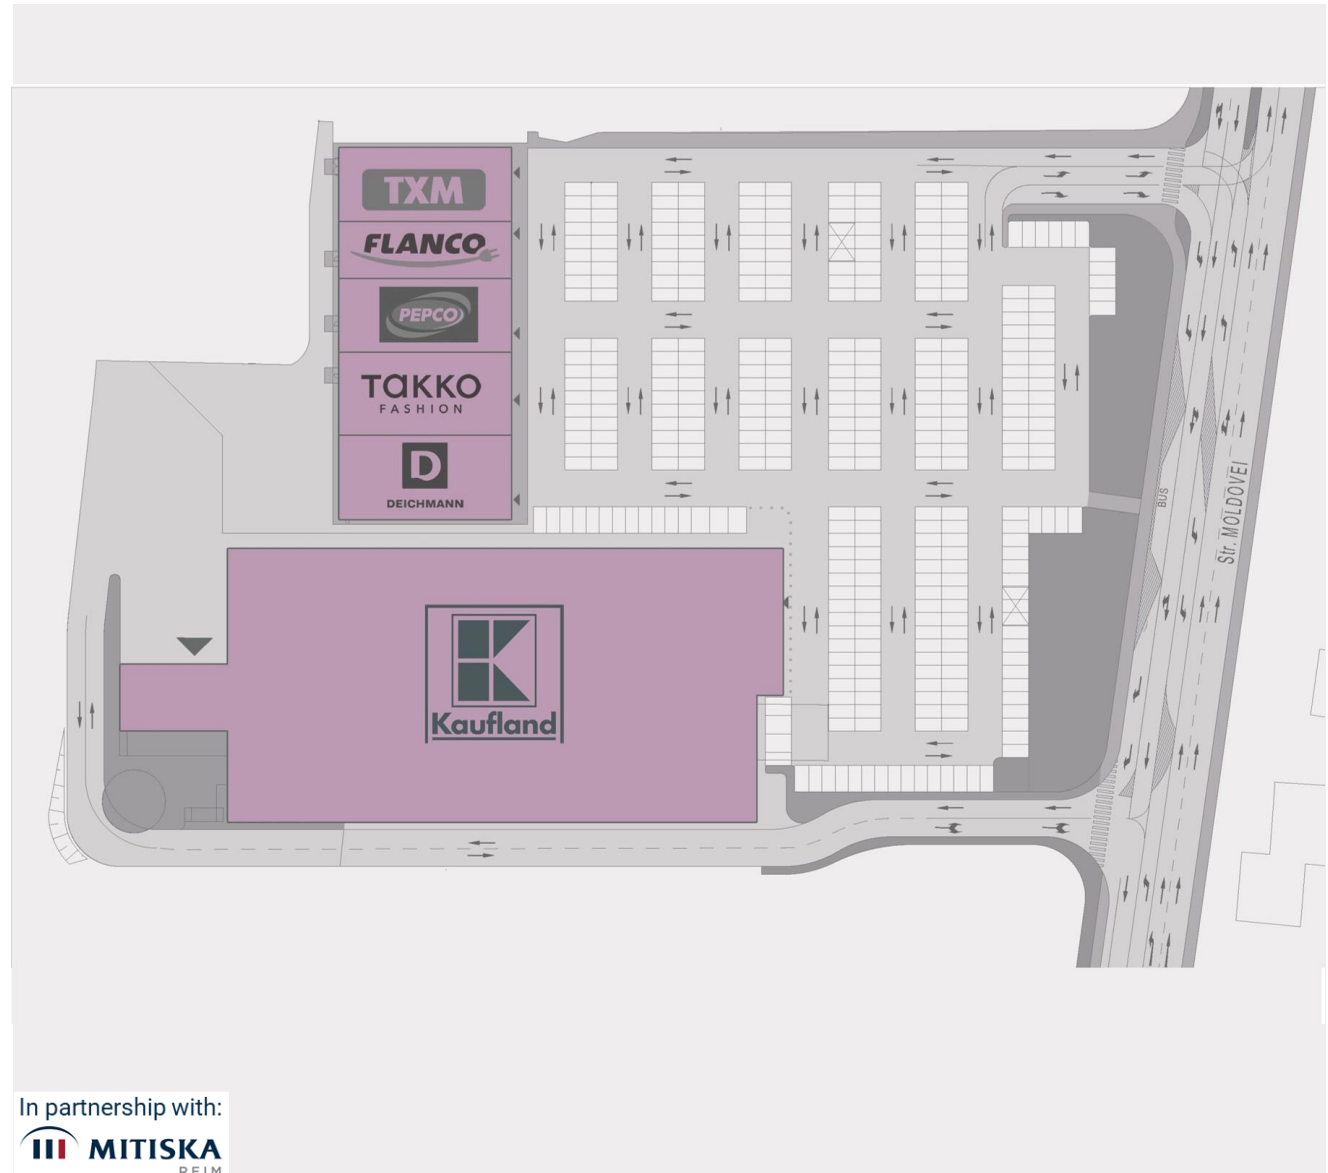 TXM
FLANCO
PEPCO
TAKKO
FASHION
D
DEICHMANN
BUS
Str. MOLDOVEI
K
Kaufland
In partnership with:
MITISKA
REIM